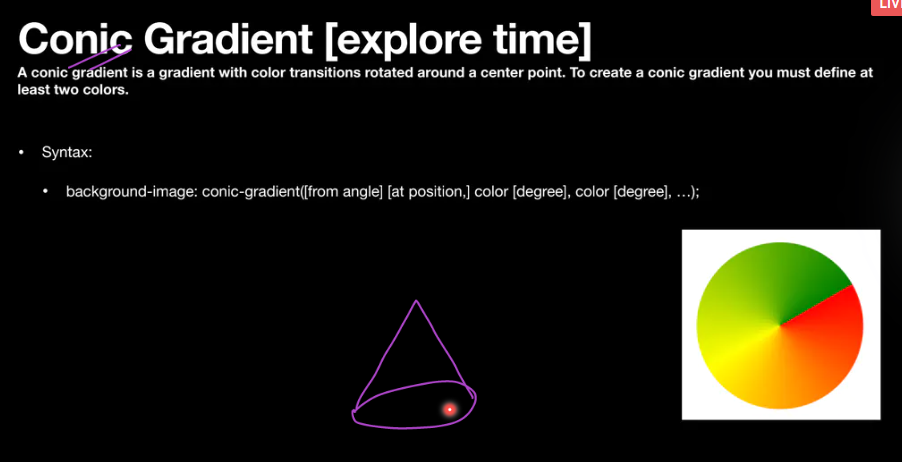 LIV
Conic Gradient [explore time]
A conic gradient is a gradient with color transitions rotated around a center point. To create a conic gradient you must define at
least two colors.
• Syntax:
• background-image: conic-gradient([from angle] [at position,] color [degree], color [degree], …);